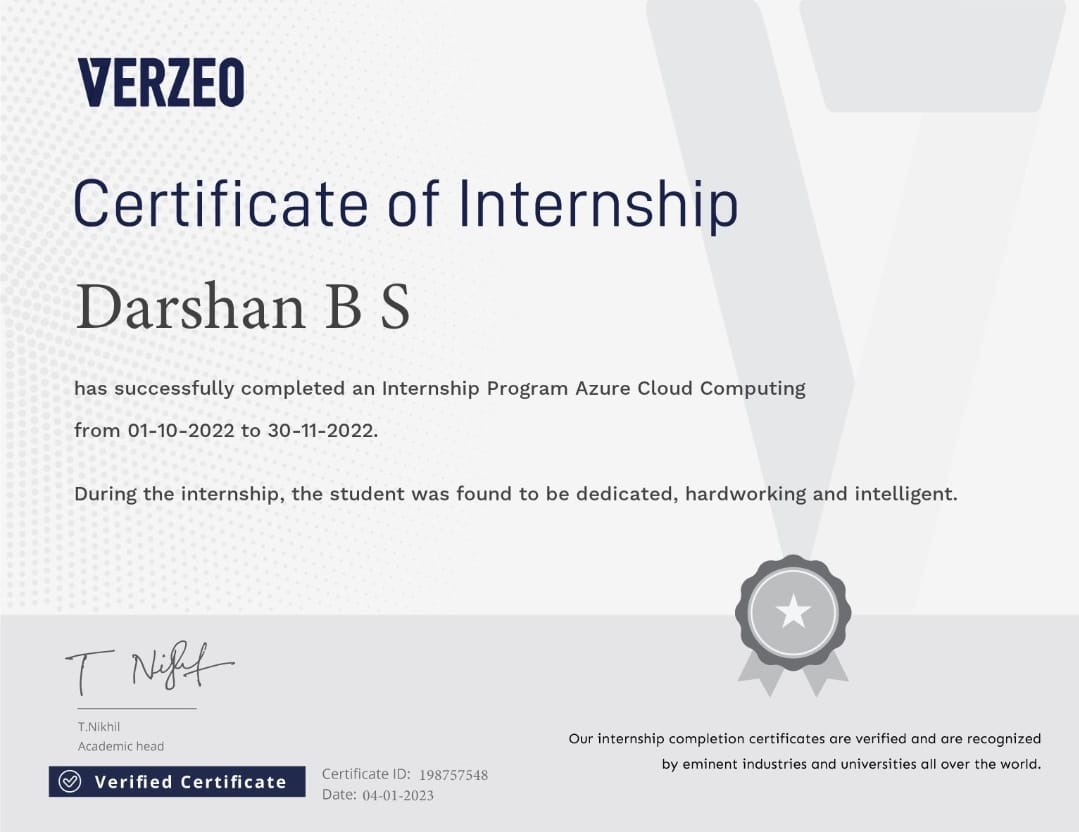 VERZEO
Certificate of Internship
Darshan B S
has successfully completed an Internship Program Azure Cloud Computing
from 01-10-2022 to 30-11-2022.
During the internship, the student was found to be dedicated, hardworking and intelligent.
T Nikhil
T.Nikhil
Academic head
Verified Certificate
Certificate ID: 198757548
Date: 04-01-2023
Our internship completion certificates are verified and are recognized
by eminent industries and universities all over the world.